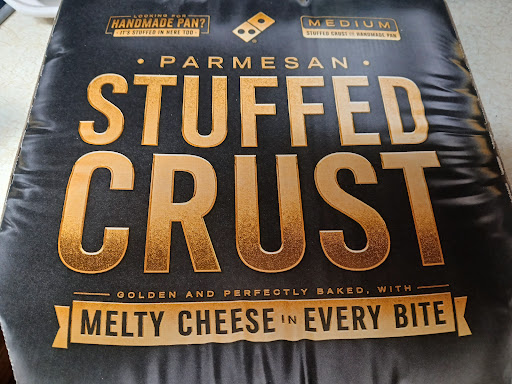 LOOKING FOR
HANDMADE PAN?
IT'S STUFFED IN HERE TOO
MEDIUM
STUFFED CRUST OR HANDMADE PAN
PARMESAN
STUFFED
CRUST
GOLDEN AND PERFECTLY BAKED, WITH
MELTY CHEESE IN EVERY BITE